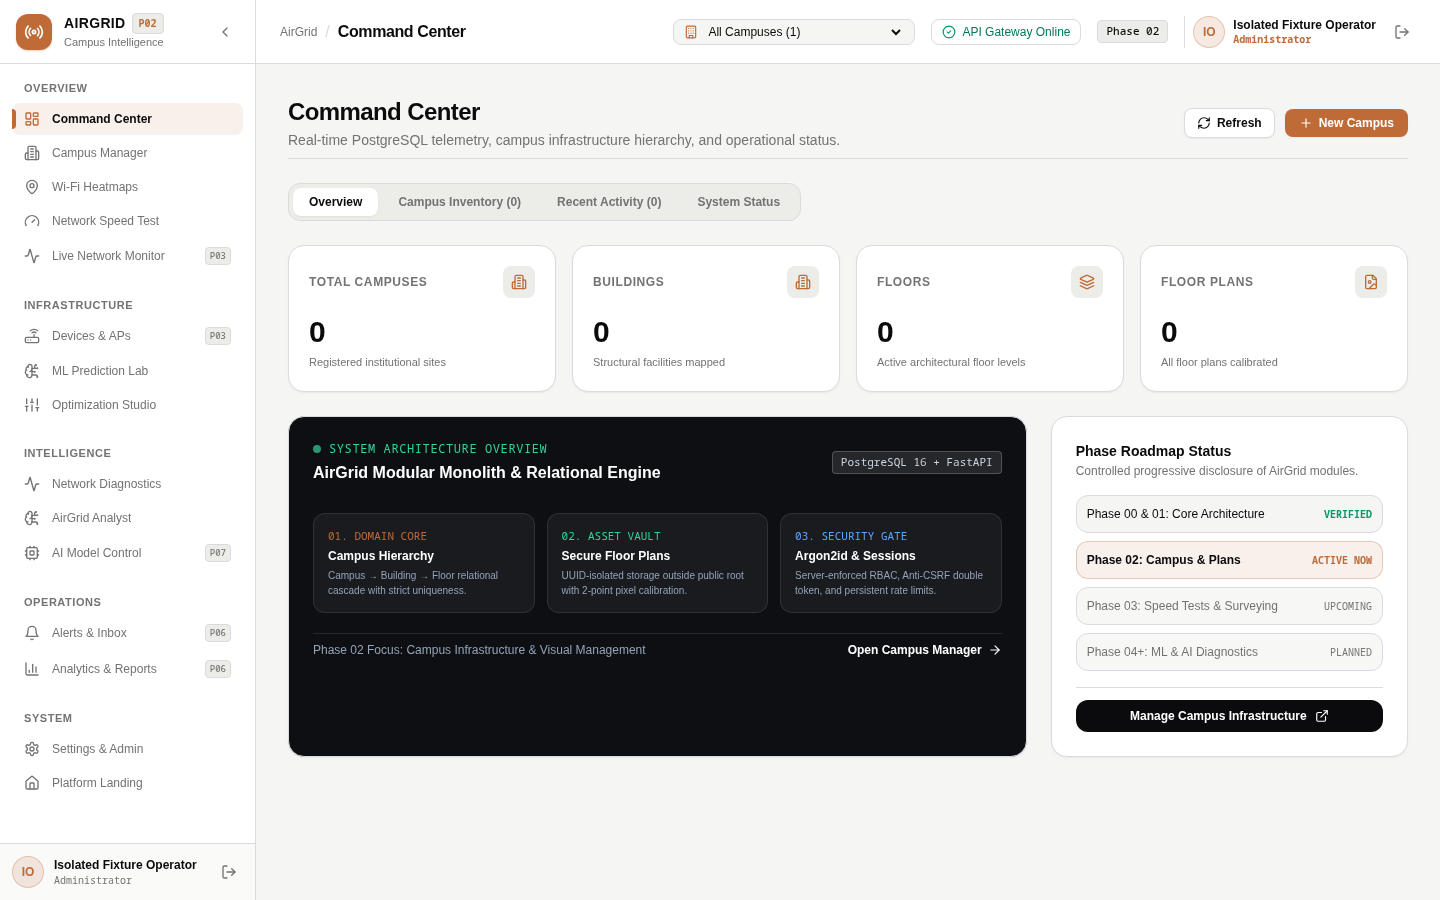 AIRGRID P02
Campus Intelligence
OVERVIEW
Command Center
Campus Manager
Wi-Fi Heatmaps
Network Speed Test
Live Network Monitor P03
INFRASTRUCTURE
Devices & APs P03
ML Prediction Lab
Optimization Studio
INTELLIGENCE
Network Diagnostics
AirGrid Analyst
AI Model Control P07
OPERATIONS
Alerts & Inbox P06
Analytics & Reports P06
SYSTEM
Settings & Admin
Platform Landing
IO Isolated Fixture Operator
Administrator
AirGrid / Command Center
All Campuses (1)
API Gateway Online
Phase 02
IO Isolated Fixture Operator
Administrator
Command Center
Real-time PostgreSQL telemetry, campus infrastructure hierarchy, and operational status.
Refresh
New Campus
Overview Campus Inventory (0) Recent Activity (0) System Status
TOTAL CAMPUSES
0
Registered institutional sites
BUILDINGS
0
Structural facilities mapped
FLOORS
0
Active architectural floor levels
FLOOR PLANS
0
All floor plans calibrated
SYSTEM ARCHITECTURE OVERVIEW
AirGrid Modular Monolith & Relational Engine
PostgreSQL 16 + FastAPI
01. DOMAIN CORE
Campus Hierarchy
Campus → Building → Floor relational
cascade with strict uniqueness.
02. ASSET VAULT
Secure Floor Plans
UUID-isolated storage outside public root
with 2-point pixel calibration.
03. SECURITY GATE
Argon2id & Sessions
Server-enforced RBAC, Anti-CSRF double
token, and persistent rate limits.
Phase 02 Focus: Campus Infrastructure & Visual Management
Open Campus Manager →
Phase Roadmap Status
Controlled progressive disclosure of AirGrid modules.
Phase 00 & 01: Core Architecture VERIFIED
Phase 02: Campus & Plans ACTIVE NOW
Phase 03: Speed Tests & Surveying UPCOMING
Phase 04+: ML & AI Diagnostics PLANNED
Manage Campus Infrastructure